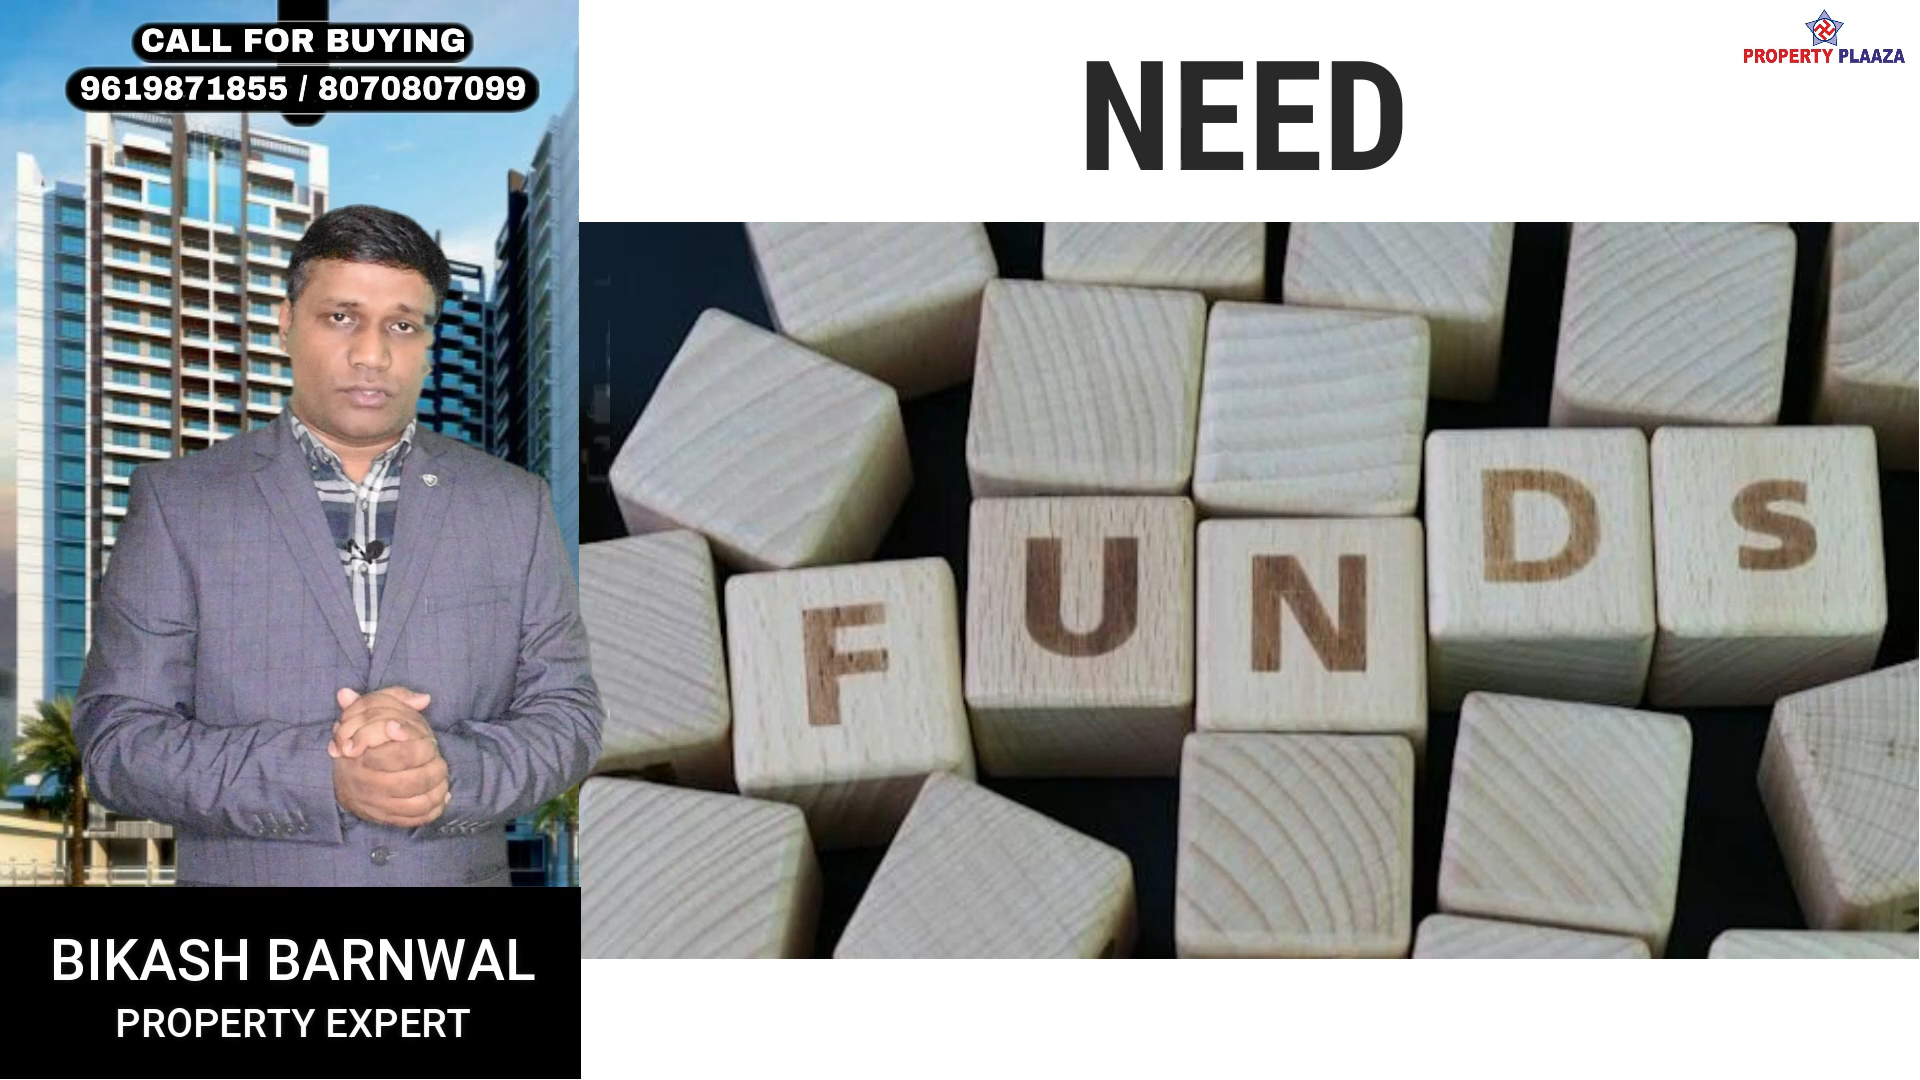 CALL FOR BUYING
9619871855 / 8070807099
BIKASH BARNWAL
PROPERTY EXPERT
NEED
FUNDS
PROPERTY PLAAZA